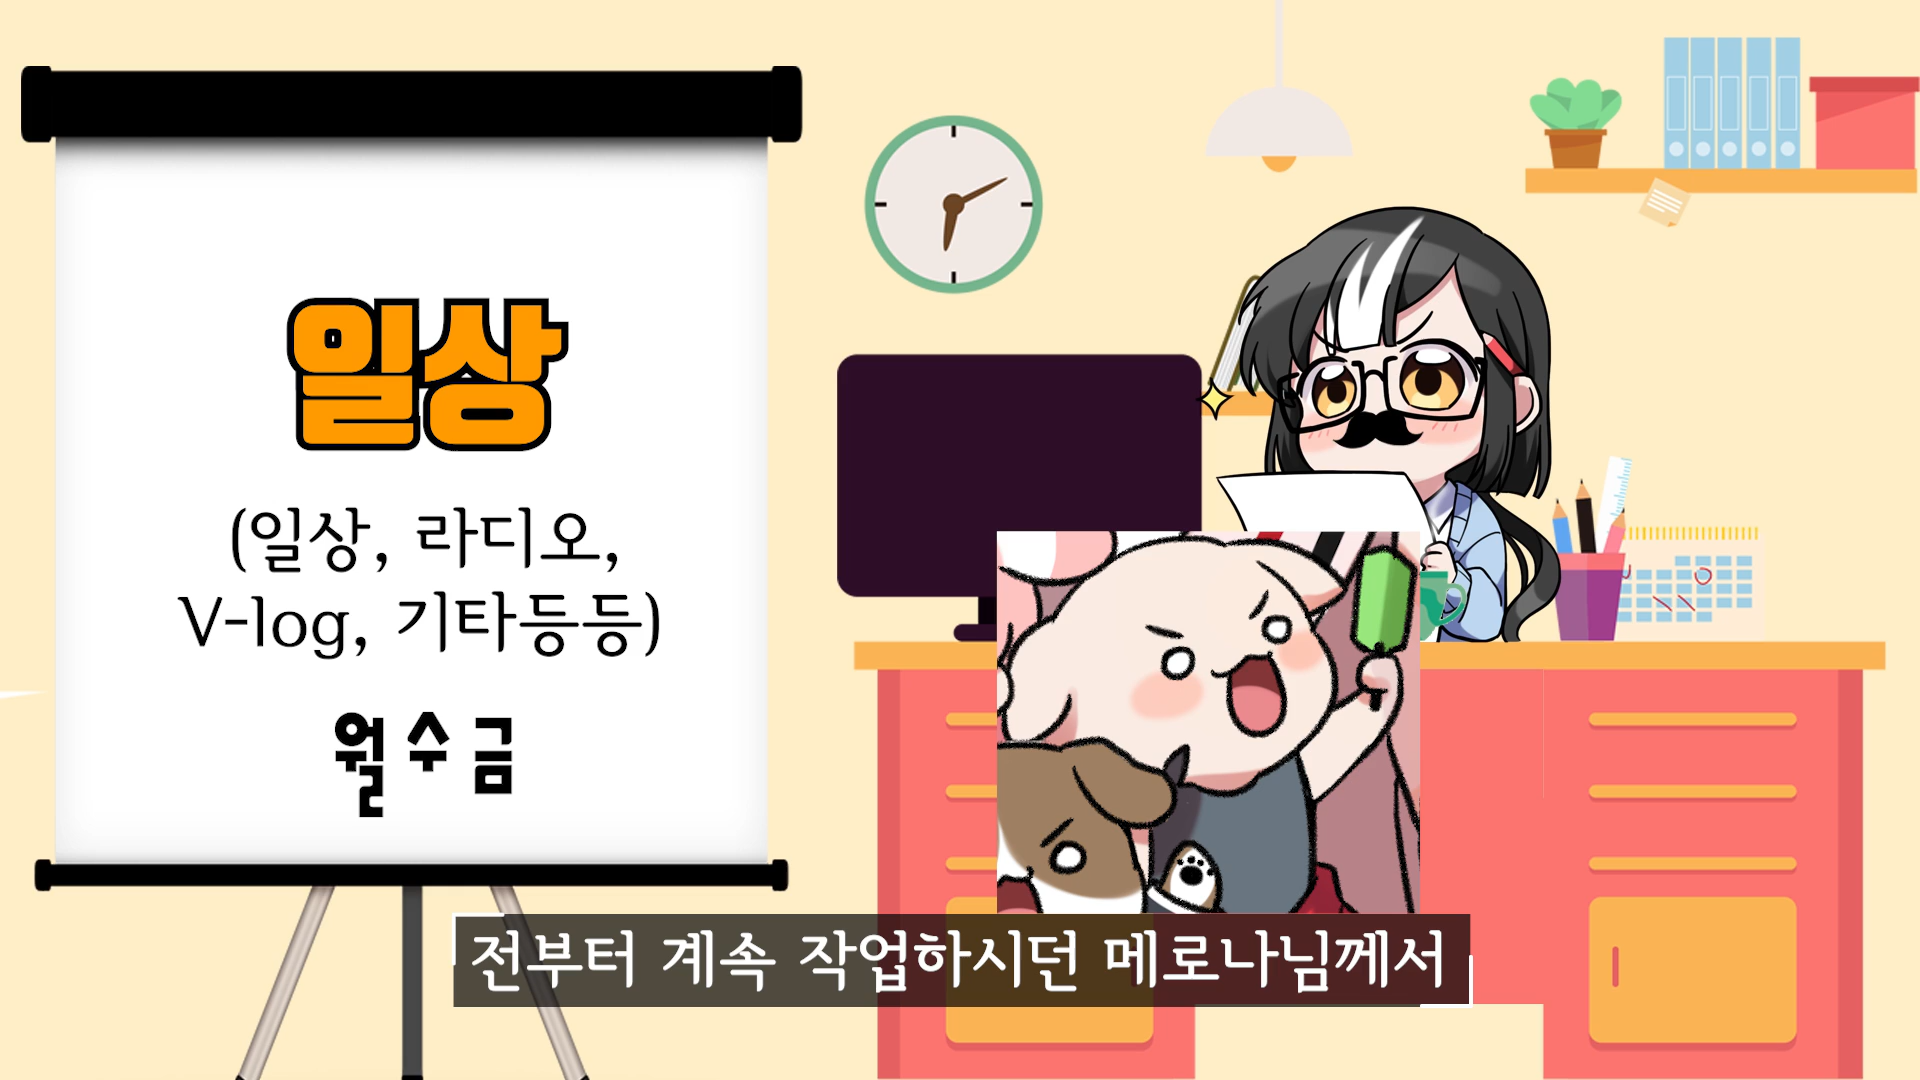 일상
(일상, 라디오,
V-log, 기타등등)
월 수 금
전부터 계속 작업하시던 메로나님께서